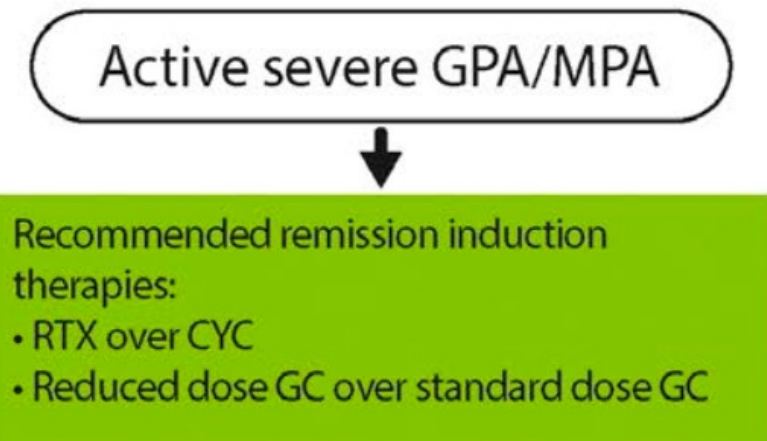 Active severe GPA/MPA
Recommended remission induction
therapies:
• RTX over CYC
• Reduced dose GC over standard dose GC